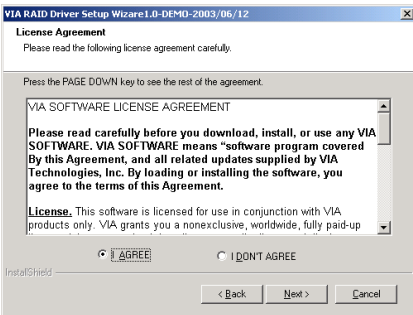 VIA RAID Driver Setup Wizare1.0-DEMO-2003/06/12
License Agreement
Please read the following license agreement carefully.
Press the PAGE DOWN key to see the rest of the agreement.
VIA SOFTWARE LICENSE AGREEMENT
Please read carefully before you download, install, or use any VIA
SOFTWARE. VIA SOFTWARE means "software program covered
By this Agreement, and all related updates supplied by VIA
Technologies, Inc. By loading or installing the software, you
agree to the terms of this Agreement.
License. This software is licensed for use in conjunction with VIA
products only. VIA grants you a nonexclusive, worldwide, fully paid-up
I AGREE
I DON'T AGREE
InstallShield
< Back
Next >
Cancel